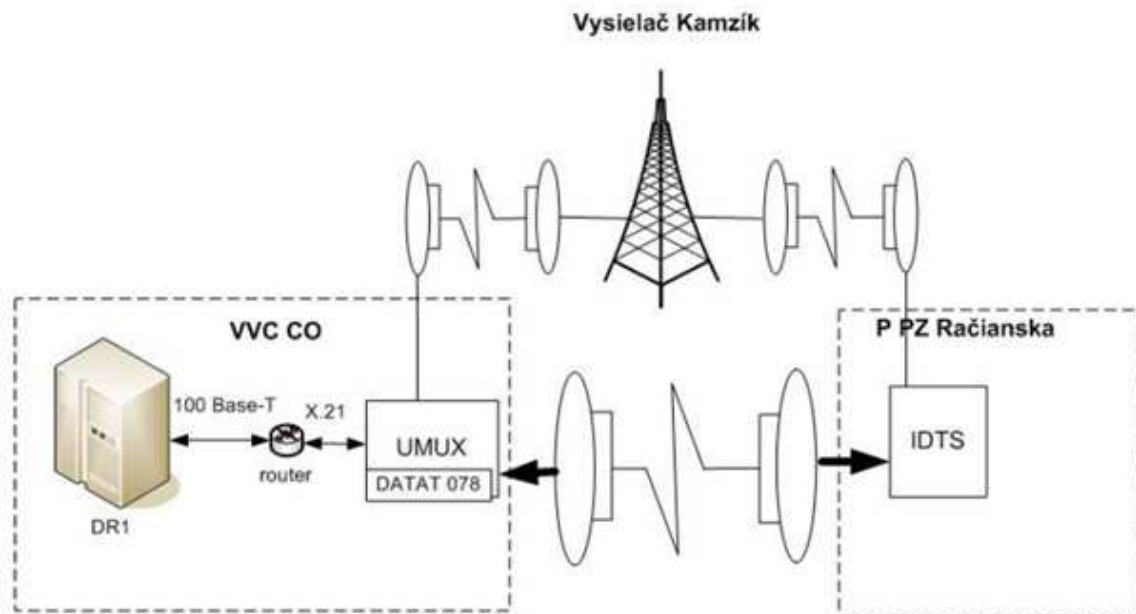 Vysielač Kamzík
VVC CO
P PZ Račianska
100 Base-T
X.21
UMUX
IDTS
router
DATAT 078
DR1